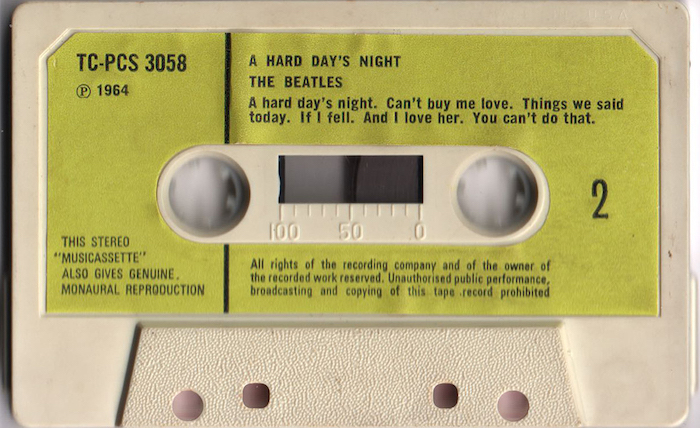 TC-PCS 3058
Ⓟ 1964
A HARD DAY'S NIGHT
THE BEATLES
A hard day's night. Can't buy me love. Things we said
today. If I fell. And I love her. You can't do that.
2
100 50 0
THIS STEREO
"MUSICASSETTE"
ALSO GIVES GENUINE.
MONAURAL REPRODUCTION
All rights of the recording company and of the owner of
the recorded work reserved. Unauthorised public performance,
broadcasting and copying of this tape record prohibited